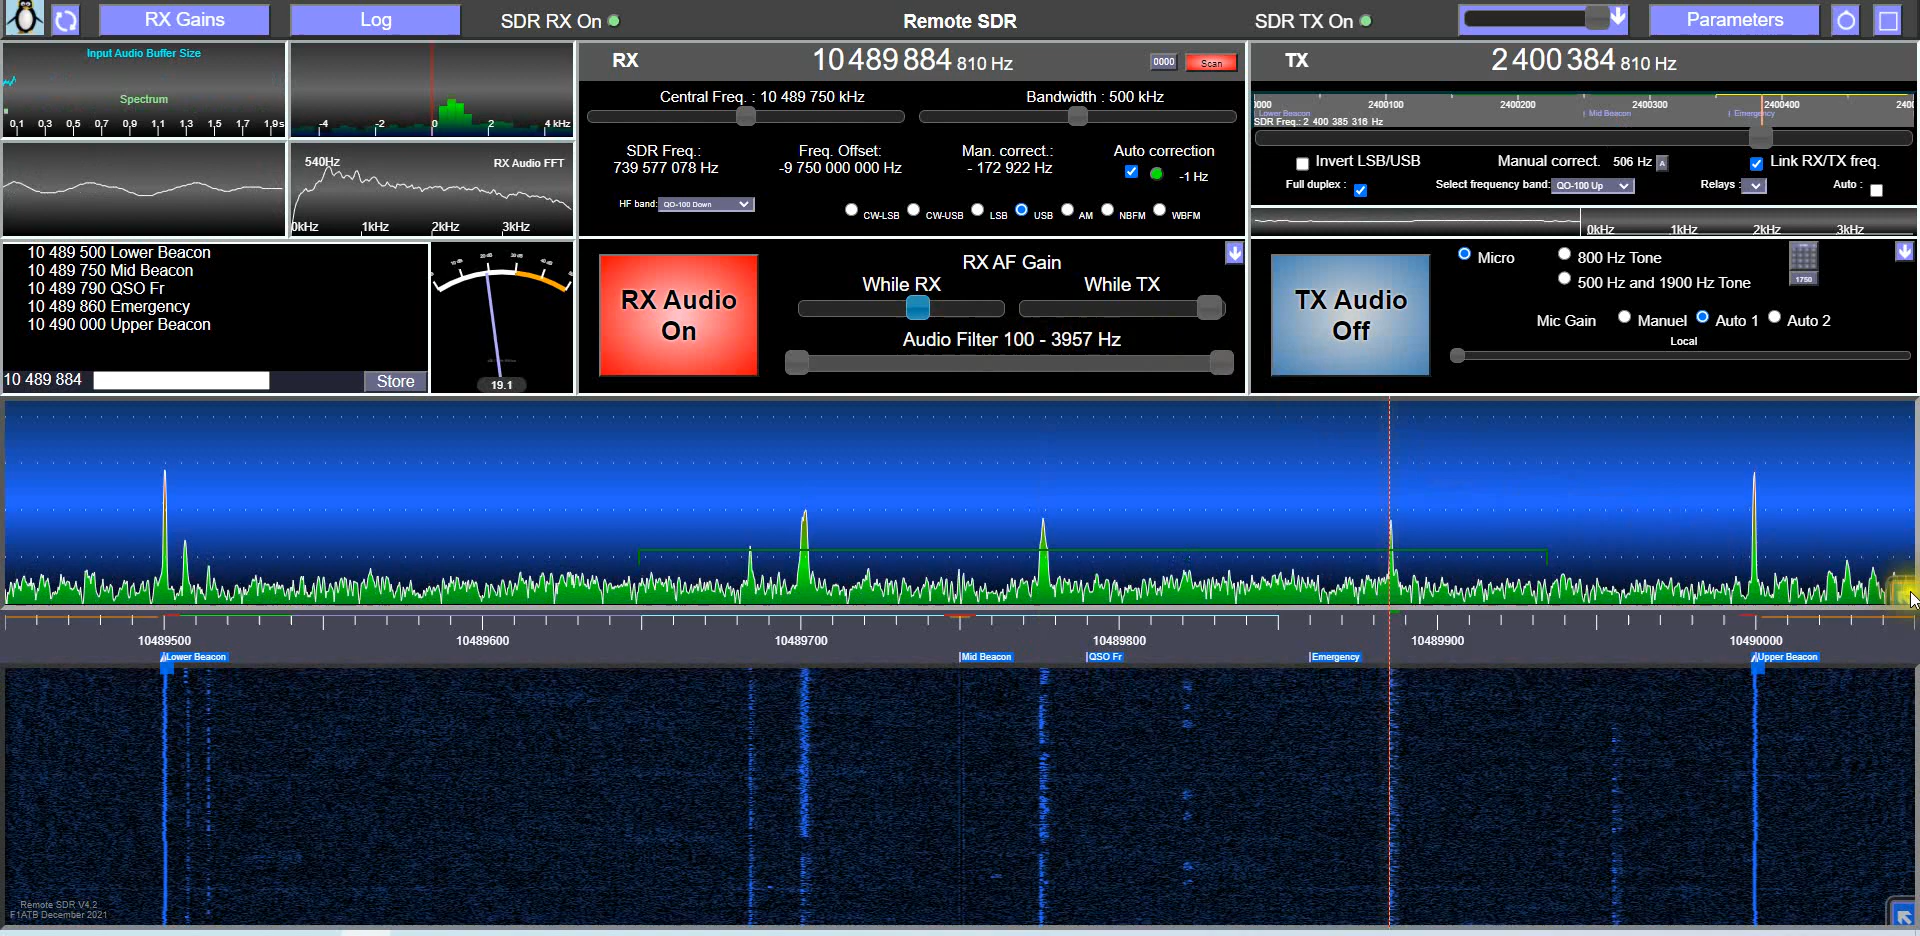 RX Gains
Log
SDR RX On
Remote SDR
SDR TX On
Parameters
Input Audio Buffer Size
Spectrum
0,1 0,3 0,5 0,7 0,9 1,1 1,3 1,5 1,7 1,9s
-4 -2 0 2 4 kHz
540Hz
RX Audio FFT
0kHz 1kHz 2kHz 3kHz
10 489 500 Lower Beacon
10 489 750 Mid Beacon
10 489 790 QSO Fr
10 489 860 Emergency
10 490 000 Upper Beacon
10 489 884
Store
19.1
RX
10 489 884 810 Hz
0000
Scan
Central Freq. : 10 489 750 kHz
Bandwidth : 500 kHz
SDR Freq.:
739 577 078 Hz
Freq. Offset:
-9 750 000 000 Hz
Man. correct.:
- 172 922 Hz
Auto correction
-1 Hz
HF band: QO-100 Down
CW-LSB CW-USB LSB USB AM NBFM WBFM
RX Audio
On
RX AF Gain
While RX
While TX
Audio Filter 100 - 3957 Hz
TX
2 400 384 810 Hz
2400100 2400200 2400300 2400400
Lower Beacon
Mid Beacon
Emergency
SDR Freq.: 2 400 385 316 Hz
Invert LSB/USB
Manual correct. 506 Hz A
Link RX/TX freq.
Full duplex :
Select frequency band: QO-100 Up
Relays :
Auto :
0kHz 1kHz 2kHz 3kHz
TX Audio
Off
Micro
800 Hz Tone
500 Hz and 1900 Hz Tone
1750
Mic Gain
Manuel
Auto 1
Auto 2
Local
10489500 10489600 10489700 10489800 10489900 10490000
Lower Beacon
Mid Beacon
QSO Fr
Emergency
Upper Beacon
Remote SDR V4.2
F1ATB December 2021